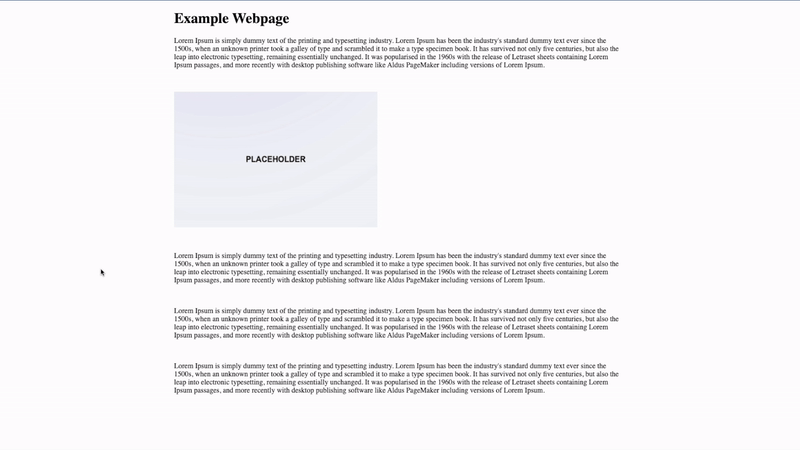 Example Webpage
Lorem Ipsum is simply dummy text of the printing and typesetting industry. Lorem Ipsum has been the industry's standard dummy text ever since the
1500s, when an unknown printer took a galley of type and scrambled it to make a type specimen book. It has survived not only five centuries, but also the
leap into electronic typesetting, remaining essentially unchanged. It was popularised in the 1960s with the release of Letraset sheets containing Lorem
Ipsum passages, and more recently with desktop publishing software like Aldus PageMaker including versions of Lorem Ipsum.
PLACEHOLDER
Lorem Ipsum is simply dummy text of the printing and typesetting industry. Lorem Ipsum has been the industry's standard dummy text ever since the
1500s, when an unknown printer took a galley of type and scrambled it to make a type specimen book. It has survived not only five centuries, but also the
leap into electronic typesetting, remaining essentially unchanged. It was popularised in the 1960s with the release of Letraset sheets containing Lorem
Ipsum passages, and more recently with desktop publishing software like Aldus PageMaker including versions of Lorem Ipsum.
Lorem Ipsum is simply dummy text of the printing and typesetting industry. Lorem Ipsum has been the industry's standard dummy text ever since the
1500s, when an unknown printer took a galley of type and scrambled it to make a type specimen book. It has survived not only five centuries, but also the
leap into electronic typesetting, remaining essentially unchanged. It was popularised in the 1960s with the release of Letraset sheets containing Lorem
Ipsum passages, and more recently with desktop publishing software like Aldus PageMaker including versions of Lorem Ipsum.
Lorem Ipsum is simply dummy text of the printing and typesetting industry. Lorem Ipsum has been the industry's standard dummy text ever since the
1500s, when an unknown printer took a galley of type and scrambled it to make a type specimen book. It has survived not only five centuries, but also the
leap into electronic typesetting, remaining essentially unchanged. It was popularised in the 1960s with the release of Letraset sheets containing Lorem
Ipsum passages, and more recently with desktop publishing software like Aldus PageMaker including versions of Lorem Ipsum.